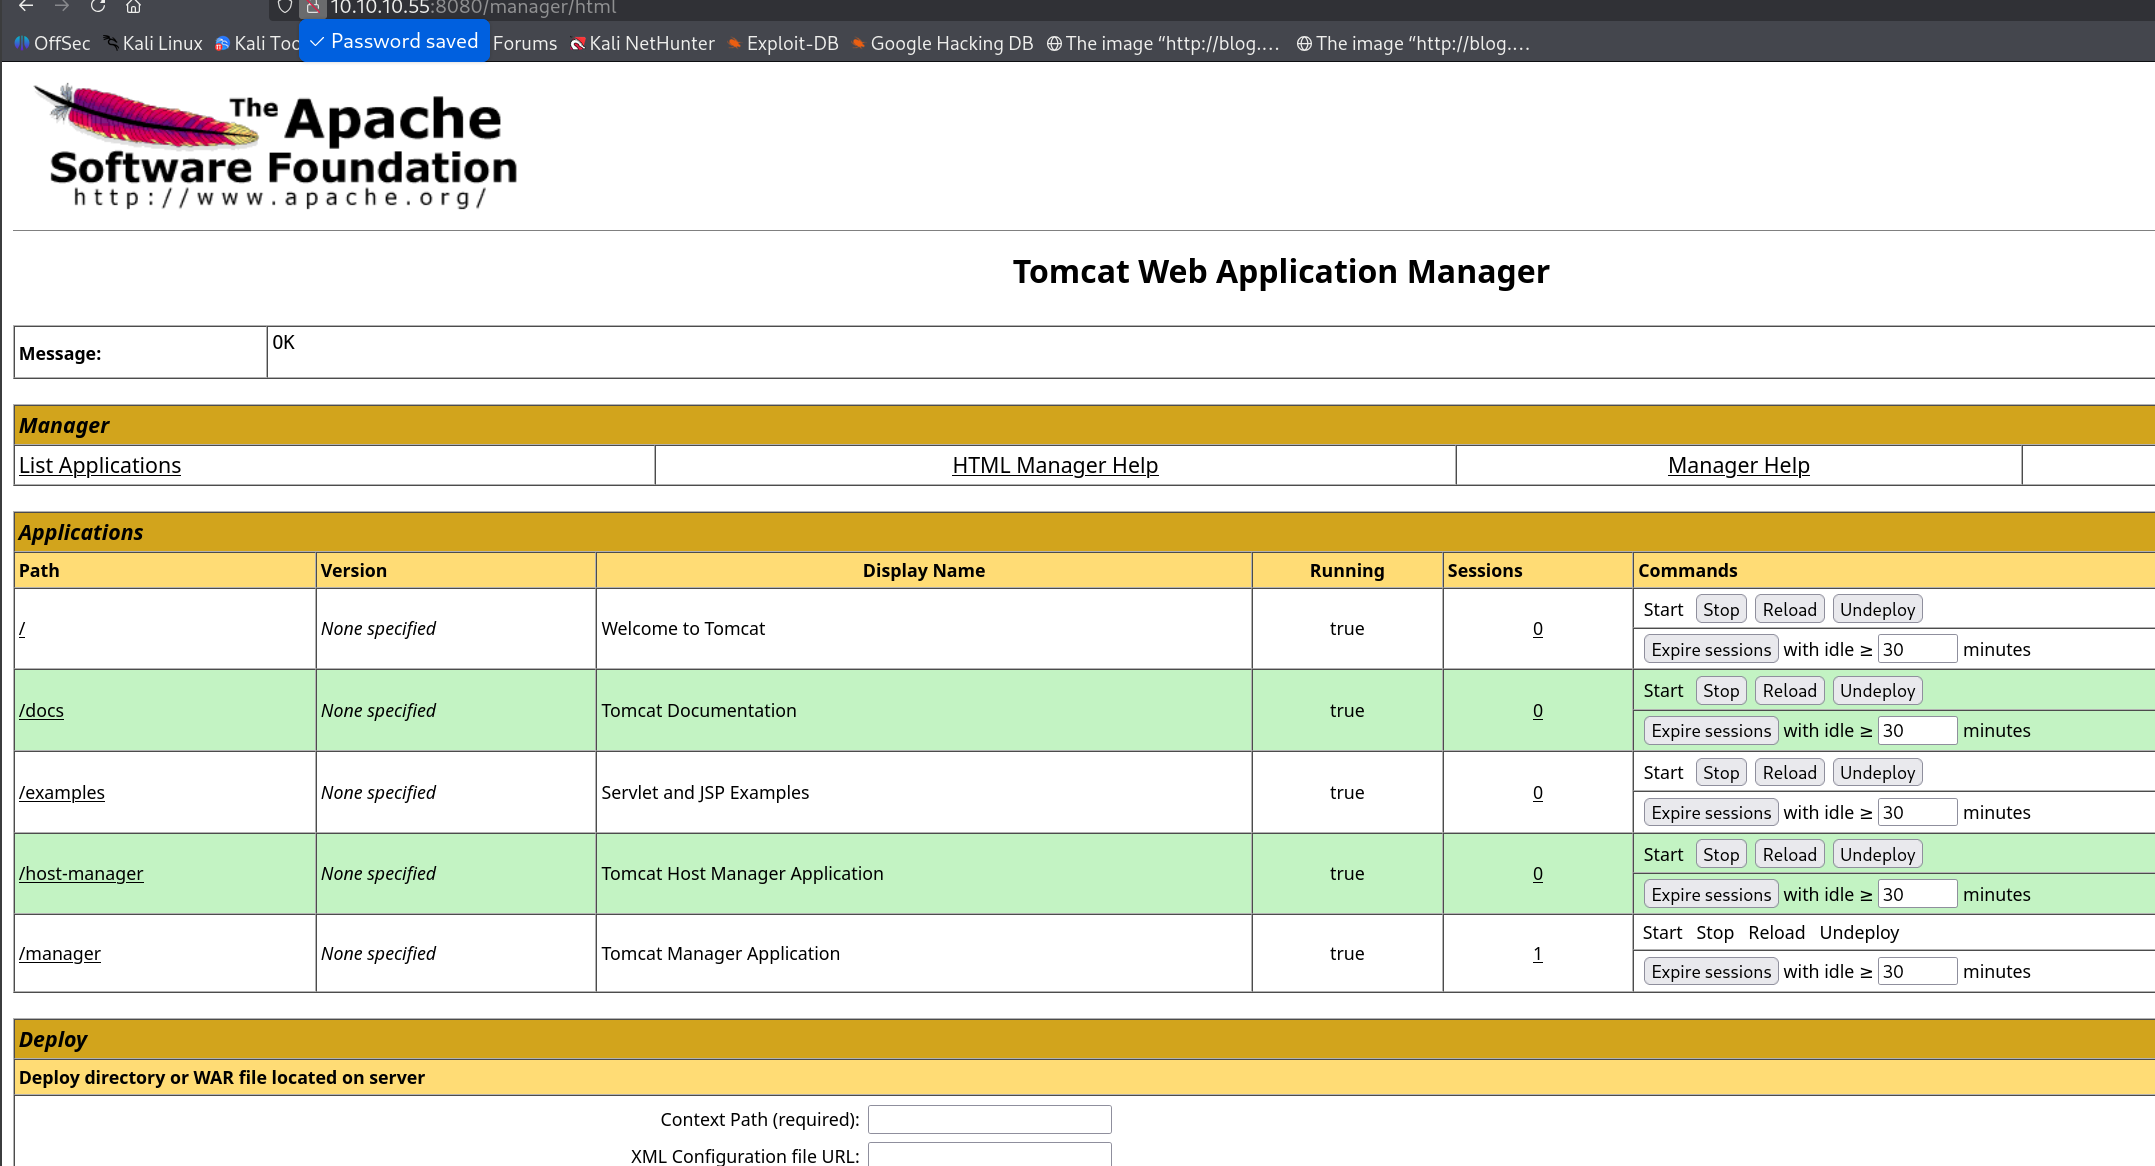 10.10.10.55:8080/manager/html
OffSec Kali Linux Kali Too Forums Kali NetHunter Exploit-DB Google Hacking DB The image “http://blog.… The image “http://blog.…
Password saved
The Apache
Software Foundation
http://www.apache.org/
Tomcat Web Application Manager
Message: OK
Manager
List Applications HTML Manager Help Manager Help
Applications
Path Version Display Name Running Sessions Commands
/ None specified Welcome to Tomcat true 0 Start Stop Reload Undeploy
Expire sessions with idle ≥ 30 minutes
/docs None specified Tomcat Documentation true 0 Start Stop Reload Undeploy
Expire sessions with idle ≥ 30 minutes
/examples None specified Servlet and JSP Examples true 0 Start Stop Reload Undeploy
Expire sessions with idle ≥ 30 minutes
/host-manager None specified Tomcat Host Manager Application true 0 Start Stop Reload Undeploy
Expire sessions with idle ≥ 30 minutes
/manager None specified Tomcat Manager Application true 1 Start Stop Reload Undeploy
Expire sessions with idle ≥ 30 minutes
Deploy
Deploy directory or WAR file located on server
Context Path (required):
XML Configuration file URL: